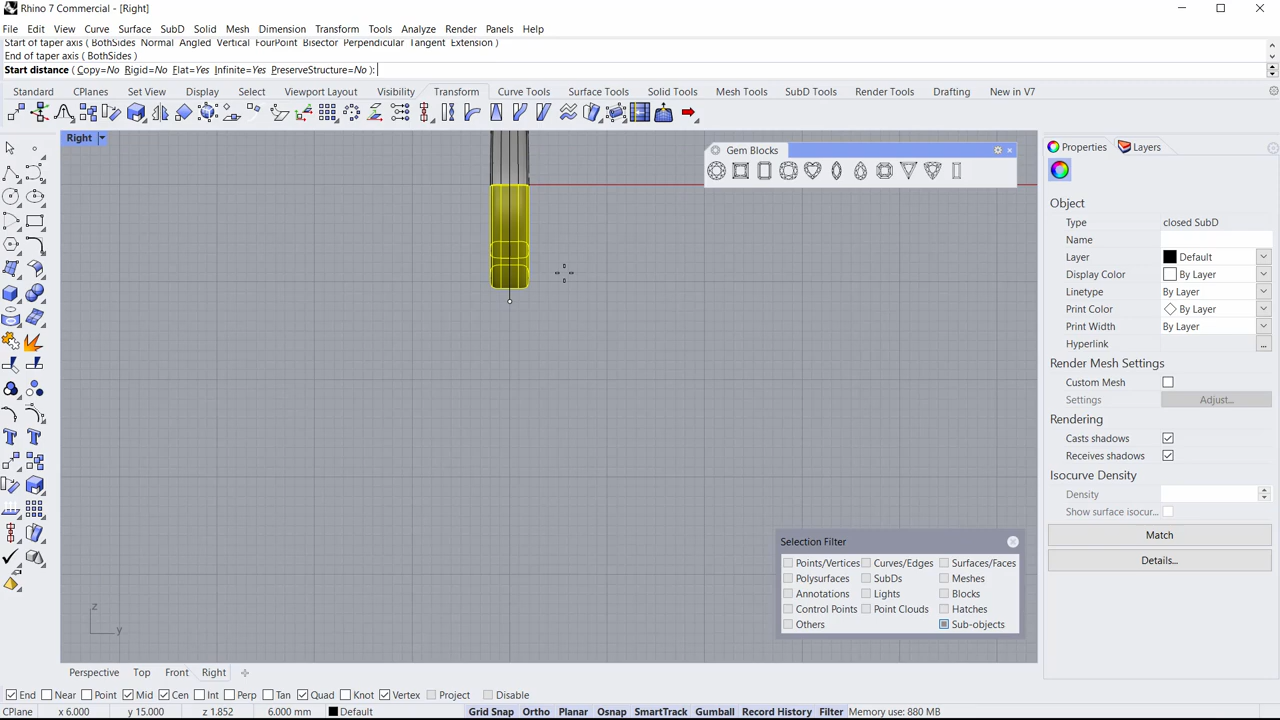 Rhino 7 Commercial - [Right]
File Edit View Curve Surface SubD Solid Mesh Dimension Transform Tools Analyze Render Panels Help
Start of taper axis ( BothSides Normal Angled Vertical FourPoint Bisector Perpendicular Tangent Extension )
End of taper axis ( BothSides )
Start distance ( Copy=No Rigid=No Flat=Yes Infinite=Yes PreserveStructure=No ):
Standard CPlanes Set View Display Select Viewport Layout Visibility Transform Curve Tools Surface Tools Solid Tools Mesh Tools SubD Tools Render Tools Drafting New in V7
Right
Gem Blocks
Properties Layers
Object
Type closed SubD
Name
Layer Default
Display Color By Layer
Linetype By Layer
Print Color By Layer
Print Width By Layer
Hyperlink ...
Render Mesh Settings
Custom Mesh
Settings Adjust...
Rendering
Casts shadows
Receives shadows
Isocurve Density
Density
Show surface isocur...
Match
Details...
Selection Filter
Points/Vertices Curves/Edges Surfaces/Faces
Polysurfaces SubDs Meshes
Annotations Lights Blocks
Control Points Point Clouds Hatches
Others Sub-objects
z
y
Perspective Top Front Right
End Near Point Mid Cen Int Perp Tan Quad Knot Vertex Project Disable
CPlane x 6.000 y 15.000 z 1.852 6.000 mm Default Grid Snap Ortho Planar Osnap SmartTrack Gumball Record History Filter Memory use: 880 MB